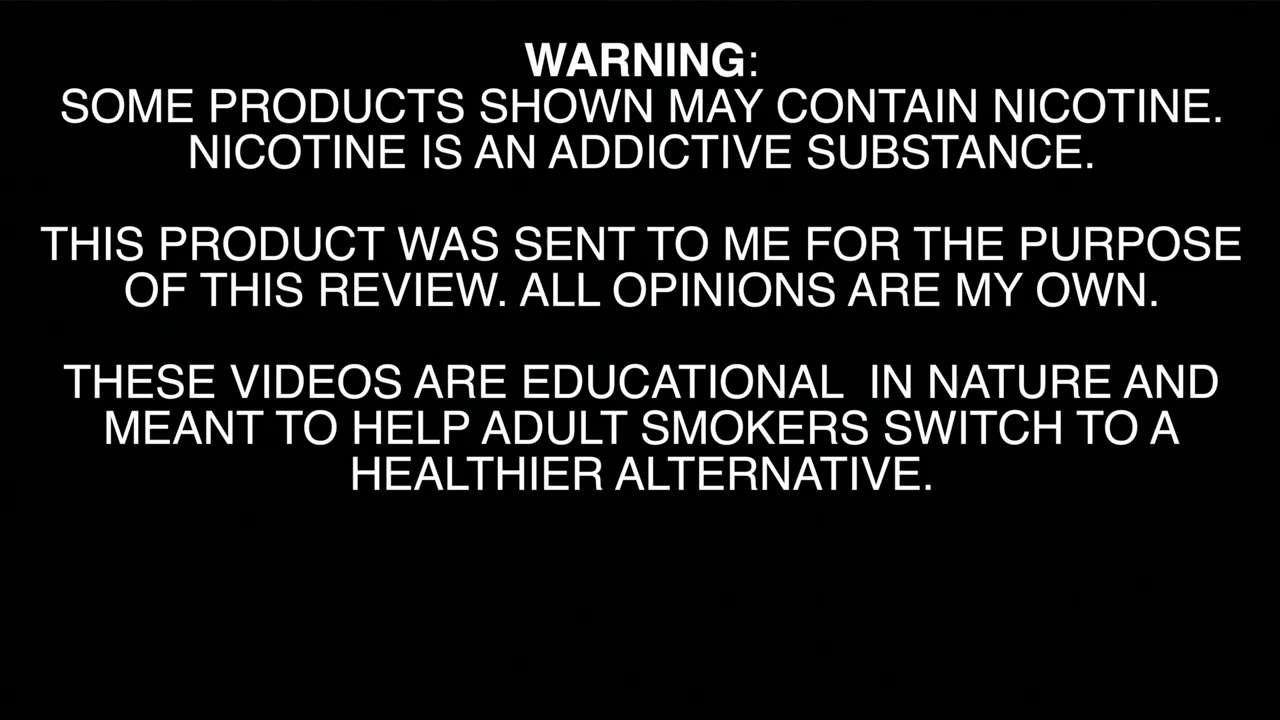 WARNING:
SOME PRODUCTS SHOWN MAY CONTAIN NICOTINE.
NICOTINE IS AN ADDICTIVE SUBSTANCE.
THIS PRODUCT WAS SENT TO ME FOR THE PURPOSE
OF THIS REVIEW. ALL OPINIONS ARE MY OWN.
THESE VIDEOS ARE EDUCATIONAL  IN NATURE AND
MEANT TO HELP ADULT SMOKERS SWITCH TO A
HEALTHIER ALTERNATIVE.